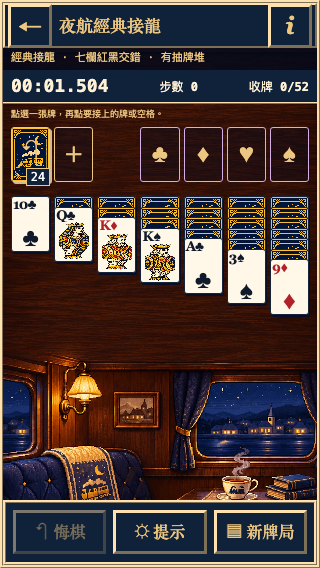 夜航經典接龍
i
經典接龍 · 七欄紅黑交錯 · 有抽牌堆
00:01.504 步數 0 收牌 0/52
點選一張牌，再點要接上的牌或空格。
24
10♣ Q♣ K♦ K♠ A♣ 3♠ 9♦
悔棋 提示 新牌局